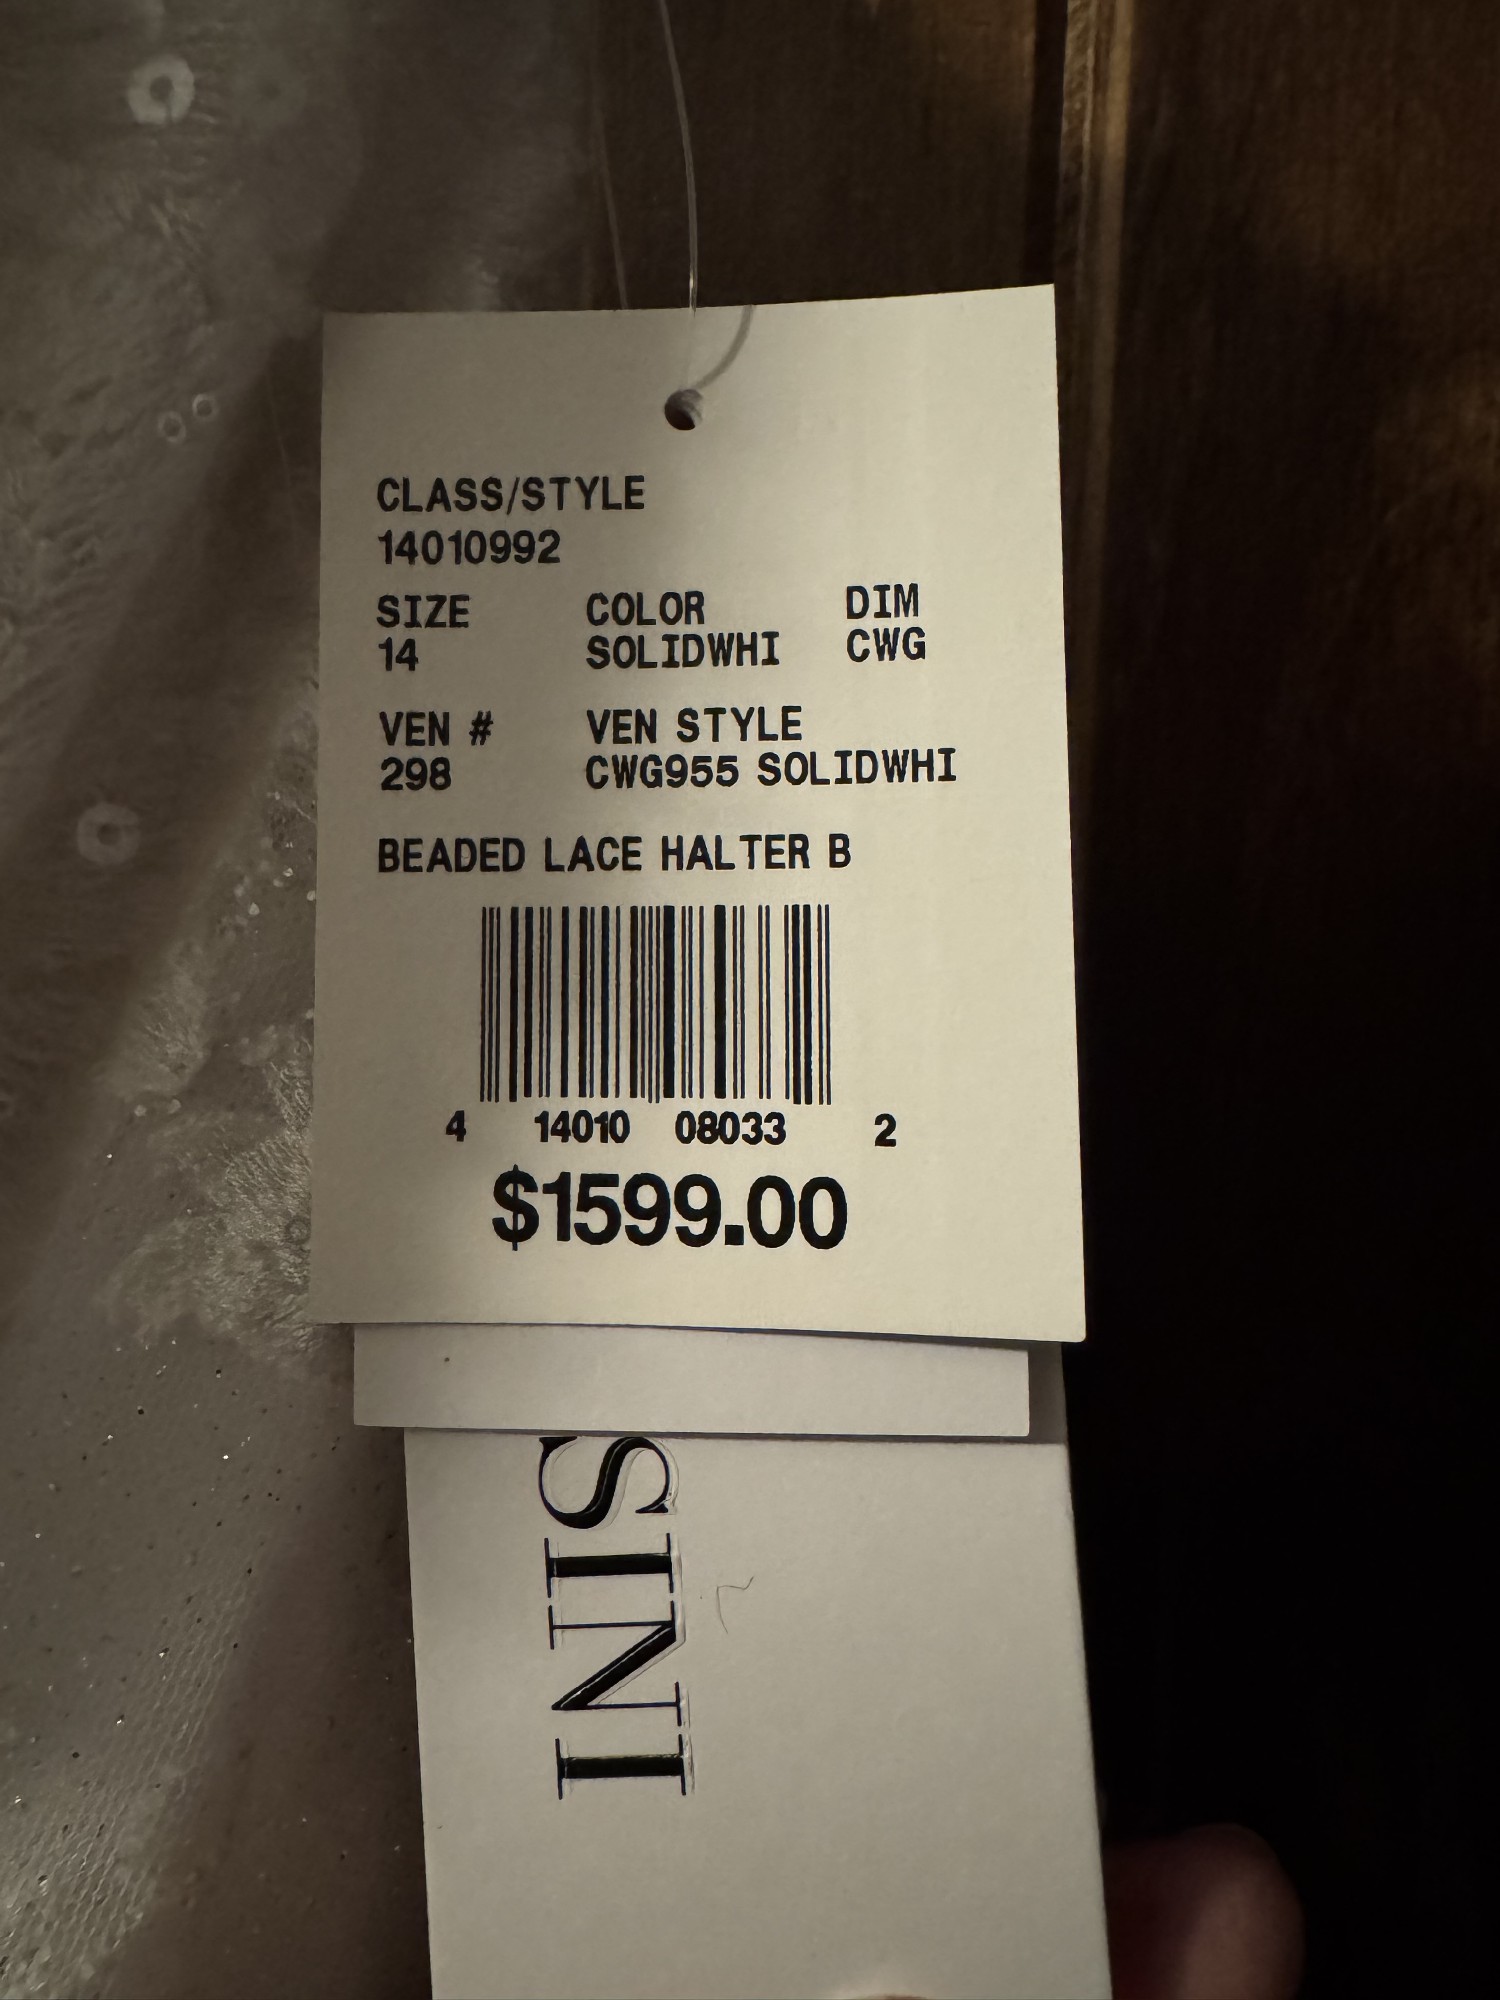 CLASS/STYLE
14010992
SIZE COLOR DIM
14 SOLIDWHI CWG
VEN # VEN STYLE
298 CWG955 SOLIDWHI
BEADED LACE HALTER B
4 14010 08033 2
$1599.00
SINI